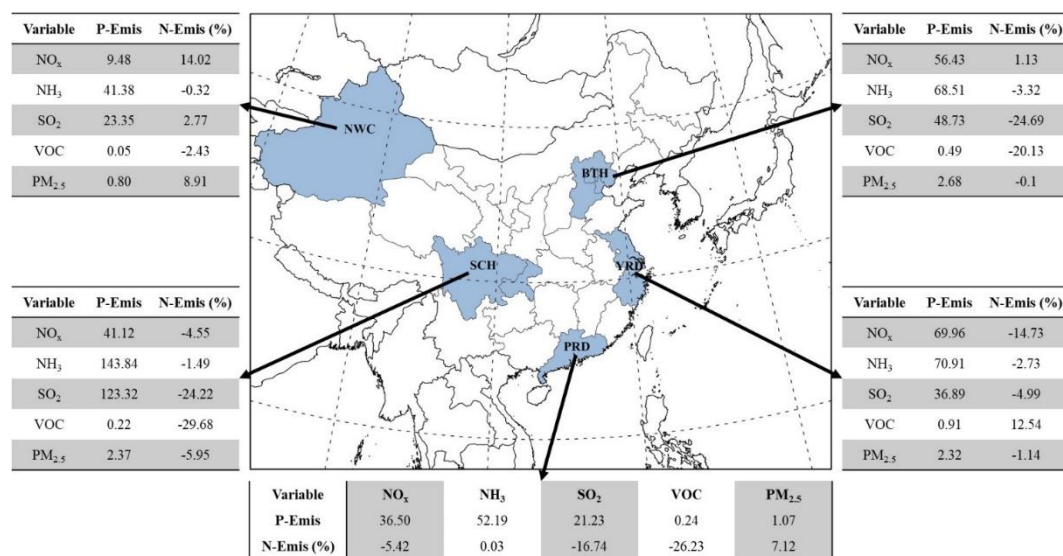 Variable P-Emis N-Emis (%)
NOx 9.48 14.02
NH3 41.38 -0.32
SO2 23.35 2.77
VOC 0.05 -2.43
PM2.5 0.80 8.91
Variable P-Emis N-Emis (%)
NOx 56.43 1.13
NH3 68.51 -3.32
SO2 48.73 -24.69
VOC 0.49 -20.13
PM2.5 2.68 -0.1
NWC
BTH
SCH
YRD
PRD
Variable P-Emis N-Emis (%)
NOx 41.12 -4.55
NH3 143.84 -1.49
SO2 123.32 -24.22
VOC 0.22 -29.68
PM2.5 2.37 -5.95
Variable P-Emis N-Emis (%)
NOx 69.96 -14.73
NH3 70.91 -2.73
SO2 36.89 -4.99
VOC 0.91 12.54
PM2.5 2.32 -1.14
Variable NOx NH3 SO2 VOC PM2.5
P-Emis 36.50 52.19 21.23 0.24 1.07
N-Emis (%) -5.42 0.03 -16.74 -26.23 7.12